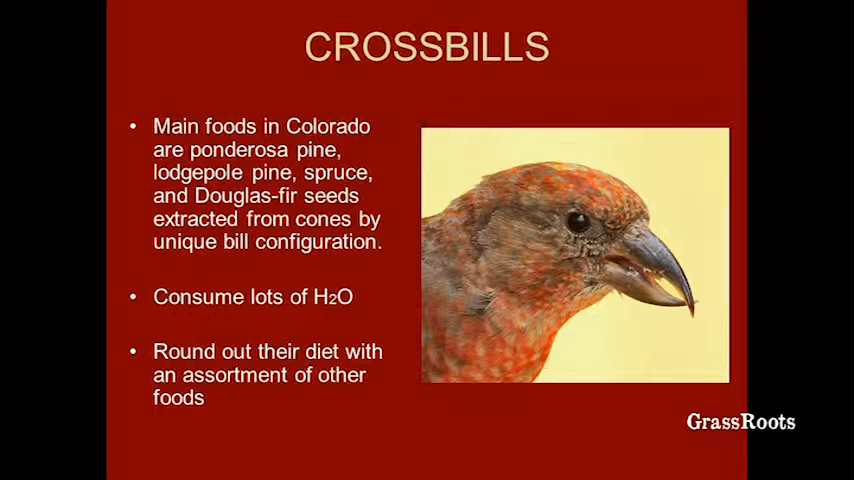 CROSSBILLS
• Main foods in Colorado
are ponderosa pine,
lodgepole pine, spruce,
and Douglas-fir seeds
extracted from cones by
unique bill configuration.
• Consume lots of H2O
• Round out their diet with
an assortment of other
foods
GrassRoots